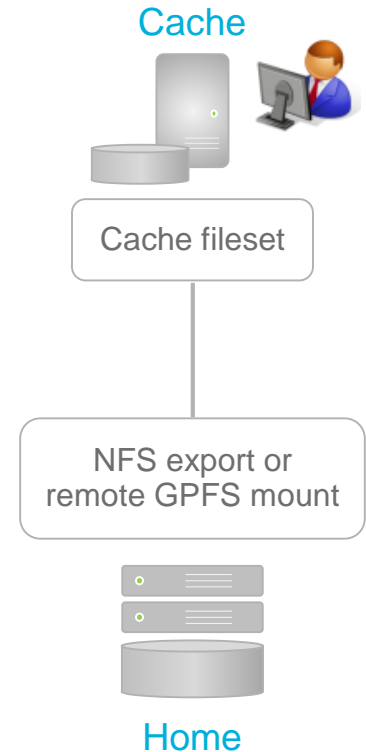 Cache
Cache fileset
NFS export or
remote GPFS mount
Home